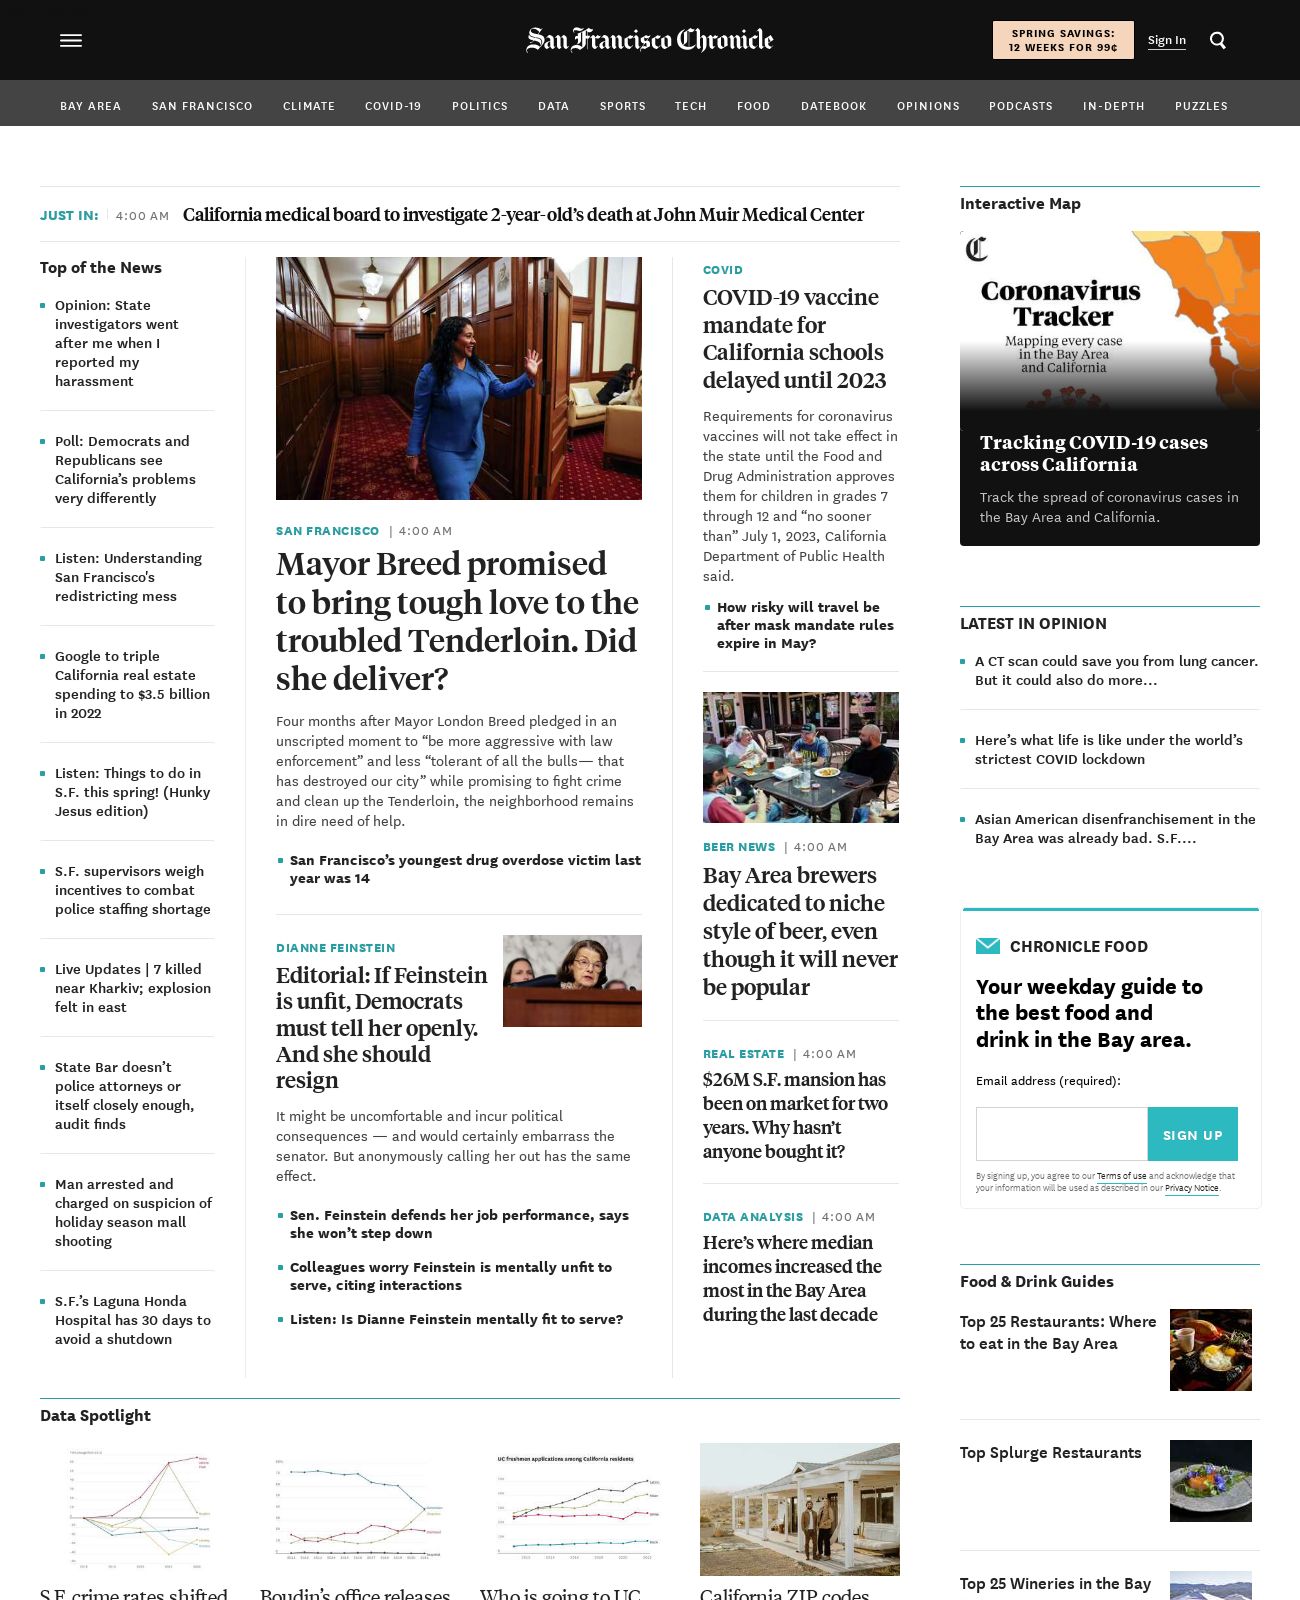 San Francisco Chronicle
SPRING SAVINGS:
12 WEEKS FOR 99¢
Sign In
BAY AREA SAN FRANCISCO CLIMATE COVID-19 POLITICS DATA SPORTS TECH FOOD DATEBOOK OPINIONS PODCASTS IN-DEPTH PUZZLES
JUST IN: 4:00 AM California medical board to investigate 2-year-old’s death at John Muir Medical Center
Top of the News
Opinion: State
investigators went
after me when I
reported my
harassment
Poll: Democrats and
Republicans see
California’s problems
very differently
Listen: Understanding
San Francisco's
redistricting mess
Google to triple
California real estate
spending to $3.5 billion
in 2022
Listen: Things to do in
S.F. this spring! (Hunky
Jesus edition)
S.F. supervisors weigh
incentives to combat
police staffing shortage
Live Updates | 7 killed
near Kharkiv; explosion
felt in east
State Bar doesn’t
police attorneys or
itself closely enough,
audit finds
Man arrested and
charged on suspicion of
holiday season mall
shooting
S.F.’s Laguna Honda
Hospital has 30 days to
avoid a shutdown
SAN FRANCISCO | 4:00 AM
Mayor Breed promised
to bring tough love to the
troubled Tenderloin. Did
she deliver?
Four months after Mayor London Breed pledged in an
unscripted moment to “be more aggressive with law
enforcement” and less “tolerant of all the bulls— that
has destroyed our city” while promising to fight crime
and clean up the Tenderloin, the neighborhood remains
in dire need of help.
San Francisco’s youngest drug overdose victim last
year was 14
DIANNE FEINSTEIN
Editorial: If Feinstein
is unfit, Democrats
must tell her openly.
And she should
resign
It might be uncomfortable and incur political
consequences — and would certainly embarrass the
senator. But anonymously calling her out has the same
effect.
Sen. Feinstein defends her job performance, says
she won’t step down
Colleagues worry Feinstein is mentally unfit to
serve, citing interactions
Listen: Is Dianne Feinstein mentally fit to serve?
COVID
COVID-19 vaccine
mandate for
California schools
delayed until 2023
Requirements for coronavirus
vaccines will not take effect in
the state until the Food and
Drug Administration approves
them for children in grades 7
through 12 and “no sooner
than” July 1, 2023, California
Department of Public Health
said.
How risky will travel be
after mask mandate rules
expire in May?
BEER NEWS | 4:00 AM
Bay Area brewers
dedicated to niche
style of beer, even
though it will never
be popular
REAL ESTATE | 4:00 AM
$26M S.F. mansion has
been on market for two
years. Why hasn’t
anyone bought it?
DATA ANALYSIS | 4:00 AM
Here’s where median
incomes increased the
most in the Bay Area
during the last decade
Interactive Map
C
Coronavirus
Tracker
Mapping every case
in the Bay Area
and California
Tracking COVID-19 cases
across California
Track the spread of coronavirus cases in
the Bay Area and California.
LATEST IN OPINION
A CT scan could save you from lung cancer.
But it could also do more…
Here’s what life is like under the world’s
strictest COVID lockdown
Asian American disenfranchisement in the
Bay Area was already bad. S.F.…
CHRONICLE FOOD
Your weekday guide to
the best food and
drink in the Bay area.
Email address (required):
SIGN UP
By signing up, you agree to our Terms of use and acknowledge that
your information will be used as described in our Privacy Notice.
Food & Drink Guides
Top 25 Restaurants: Where
to eat in the Bay Area
Top Splurge Restaurants
Top 25 Wineries in the Bay
Data Spotlight
UC freshmen applications among California residents
S.F. crime rates shifted
Boudin’s office releases
Who is going to UC
California ZIP codes